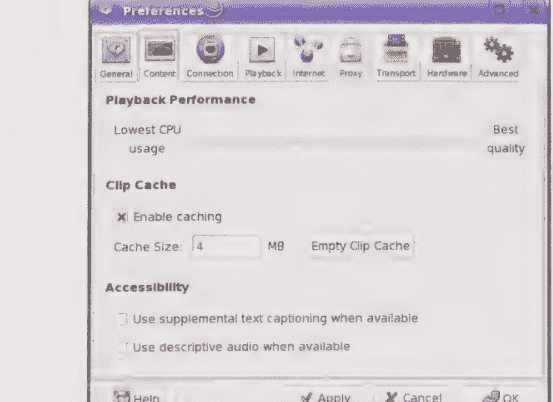 Preferences
General Content Connection Playback Internet Proxy Transport Hardware Advanced
Playback Performance
Lowest CPU Best
usage quality
Clip Cache
Enable caching
Cache Size: 4 MB Empty Clip Cache
Accessibility
Use supplemental text captioning when available
Use descriptive audio when available
Help Apply Cancel OK